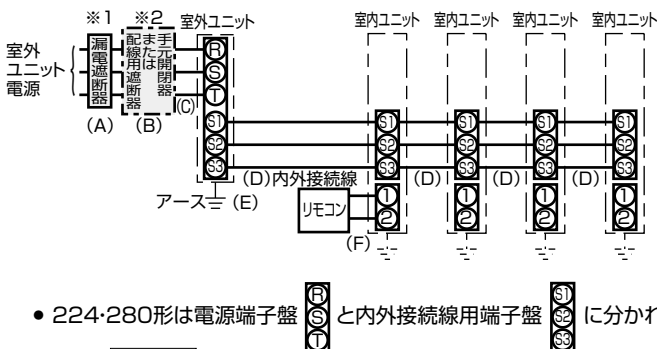 ※1 ※2 室外ユニット 室内ユニット 室内ユニット 室内ユニット 室内ユニット
室外
ユニット
電源
漏電遮断器
手元開閉器
または
配線用遮断器
(A)
(B)
(C)
R
S
T
S1
S2
S3
アース (E)
(D)内外接続線
リモコン
(F)
S1
S2
S3
1
2
(D)
S1
S2
S3
1
2
(D)
S1
S2
S3
1
2
(D)
S1
S2
S3
1
2
• 224・280形は電源端子盤 R S T と内外接続線用端子盤 S1 S2 S3 に分かれ